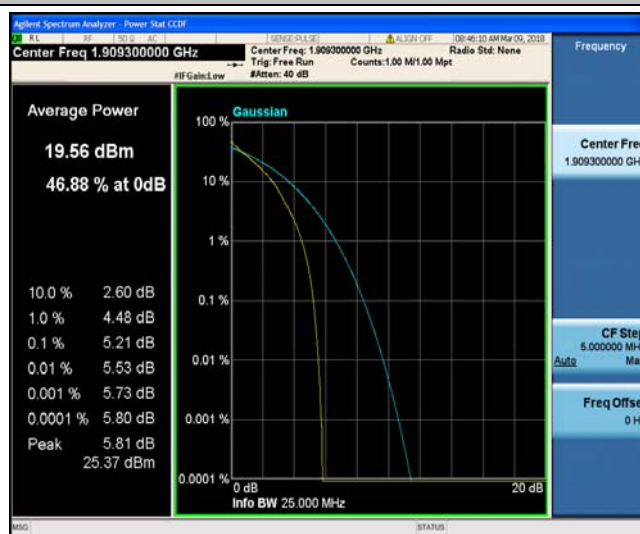 Agilent Spectrum Analyzer - Power Stat CCDF
RL RF 50 Ω AC SENSE:PULSE ALIGN OFF 08:46:10 AM Mar 09, 2018
Center Freq 1.909300000 GHz
Center Freq: 1.909300000 GHz Radio Std: None
Trig: Free Run Counts:1.00 M/1.00 Mpt
#IFGain:Low #Atten: 40 dB
Frequency
Average Power
19.56 dBm
46.88 % at 0dB
10.0 % 2.60 dB
1.0 % 4.48 dB
0.1 % 5.21 dB
0.01 % 5.53 dB
0.001 % 5.73 dB
0.0001 % 5.80 dB
Peak 5.81 dB
25.37 dBm
Gaussian
100 %
10 %
1 %
0.1 %
0.01 %
0.001 %
0.0001 %
0 dB 20 dB
Info BW 25.000 MHz
Center Fre
1.909300000 GH
CF Step
5.000000 MH
Auto Ma
Freq Offse
0 H
MSG STATUS